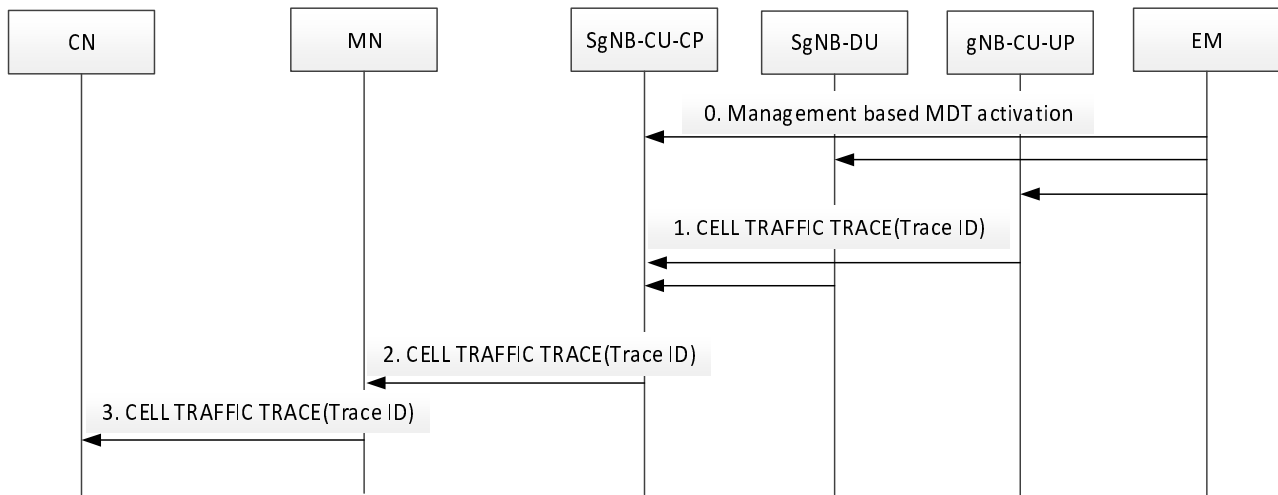 CN
MN
SgNB-CU-CP
SgNB-DU
gNB-CU-UP
EM
0. Management based MDT activation
1. CELL TRAFFIC TRACE(Trace ID)
2. CELL TRAFFIC TRACE(Trace ID)
3. CELL TRAFFIC TRACE(Trace ID)